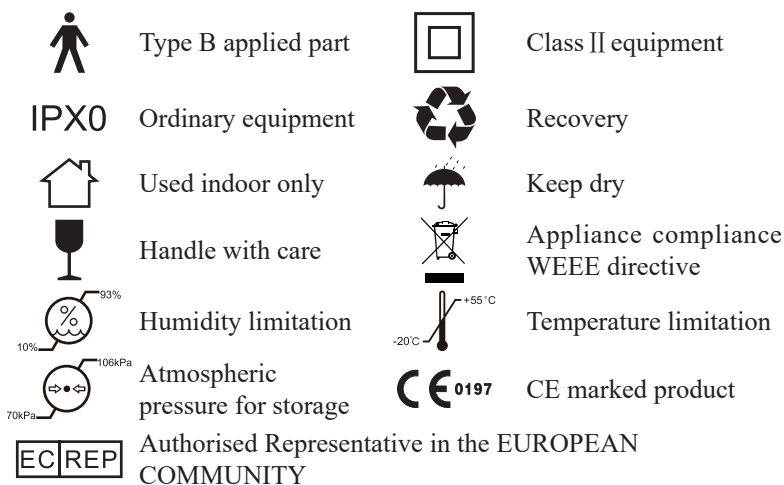 Type B applied part
Class II equipment
IPX0
Ordinary equipment
Recovery
Used indoor only
Keep dry
Handle with care
Appliance compliance
WEEE directive
93%
%
10%
Humidity limitation
+55°C
-20°C
Temperature limitation
106kPa
70kPa
Atmospheric
pressure for storage
CE 0197
CE marked product
EC REP
Authorised Representative in the EUROPEAN
COMMUNITY